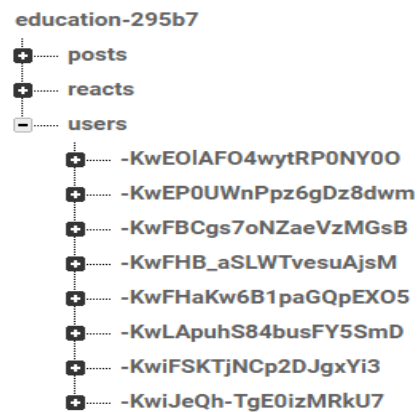 education-295b7
posts
reacts
users
-KwEOlAFO4wytRP0NY0O
-KwEP0UWnPpz6gDz8dwm
-KwFBCgs7oNZaeVzMGsB
-KwFHB_aSLWTvesuAjsM
-KwFHaKw6B1paGQpEXO5
-KwLApuhS84busFY5SmD
-KwiFSKTjNCp2DJgxYi3
-KwiJeQh-TgE0izMRkU7